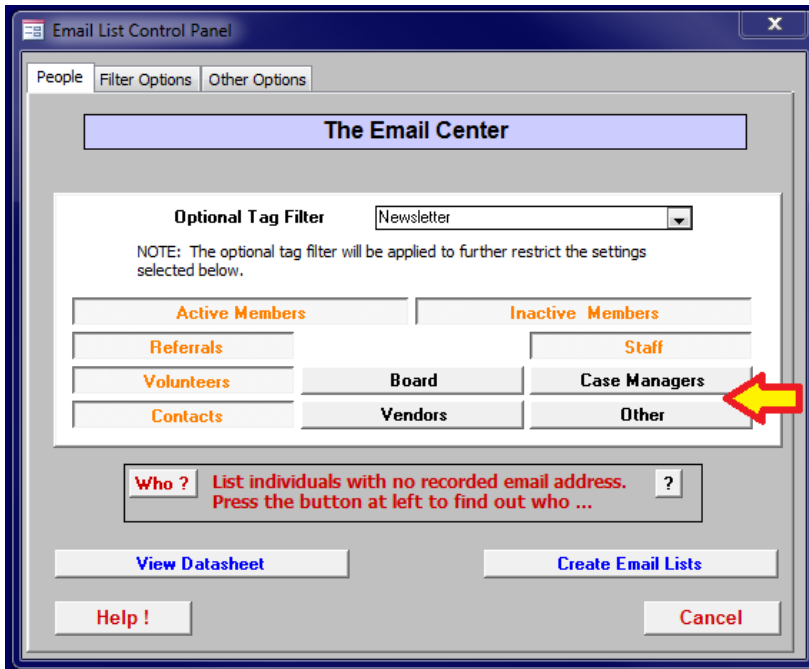 Email List Control Panel
x
People Filter Options Other Options
The Email Center
Optional Tag Filter Newsletter
NOTE: The optional tag filter will be applied to further restrict the settings
selected below.
Active Members Inactive Members
Referrals Staff
Volunteers Board Case Managers
Contacts Vendors Other
Who ? List individuals with no recorded email address. ?
Press the button at left to find out who ...
View Datasheet Create Email Lists
Help ! Cancel